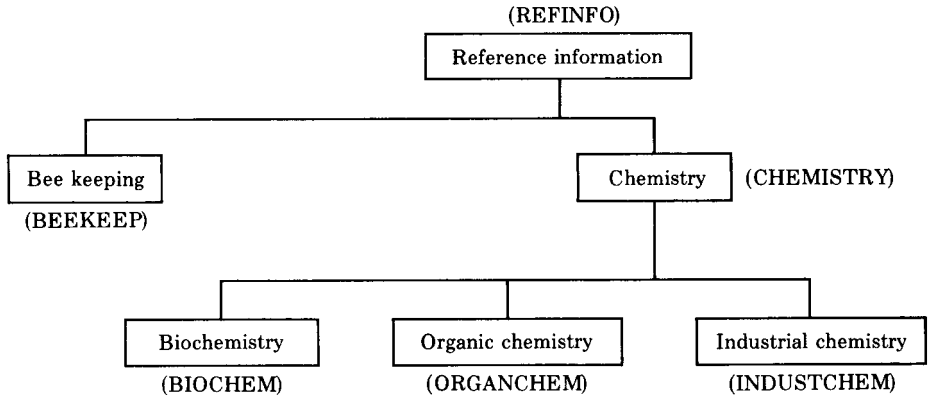 (REFINFO)
Reference information
Bee keeping
(BEEKEEP)
Chemistry
(CHEMISTRY)
Biochemistry
(BIOCHEM)
Organic chemistry
(ORGANCHEM)
Industrial chemistry
(INDUSTCHEM)